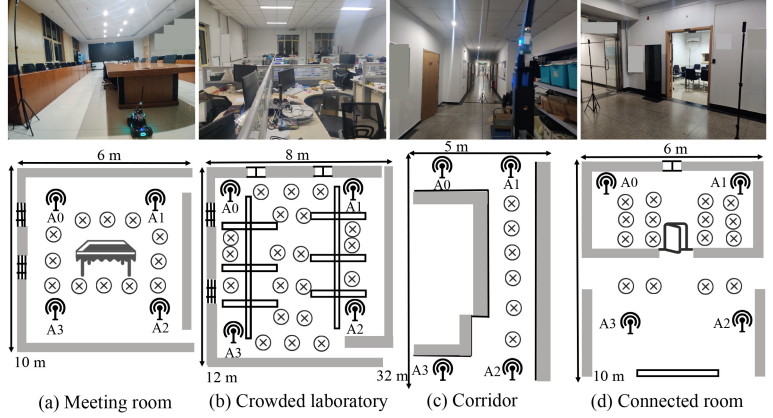 6 m
8 m
5 m
6 m
A0
A1
A3
A2
10 m
A0
A1
A3
A2
12 m
A0
A1
A3
A2
32 m
A0
A1
A3
A2
10 m
(a) Meeting room
(b) Crowded laboratory
(c) Corridor
(d) Connected room